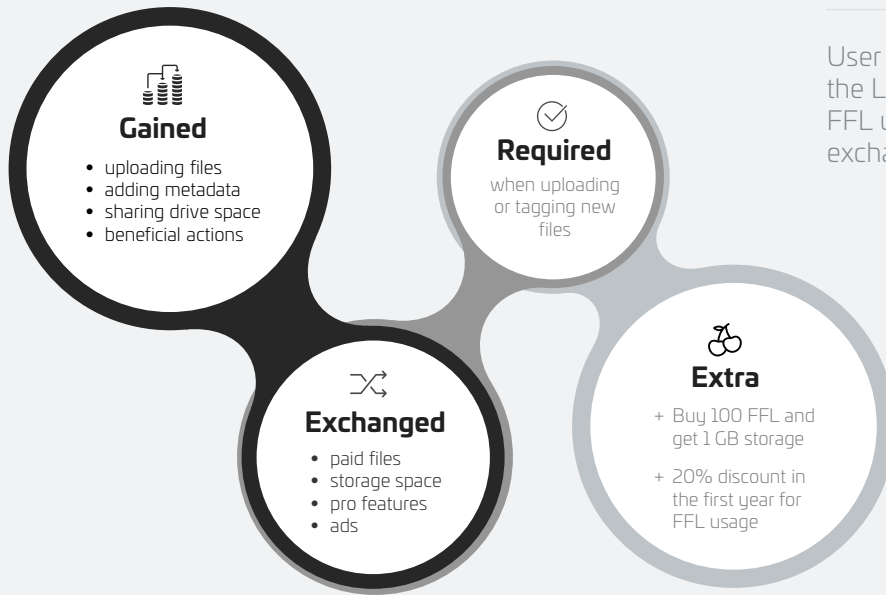 Gained
• uploading files
• adding metadata
• sharing drive space
• beneficial actions
Required
when uploading
or tagging new
files
Exchanged
• paid files
• storage space
• pro features
• ads
Extra
+ Buy 100 FFL and
get 1 GB storage
+ 20% discount in
the first year for
FFL usage
User
the L
FFL u
excha